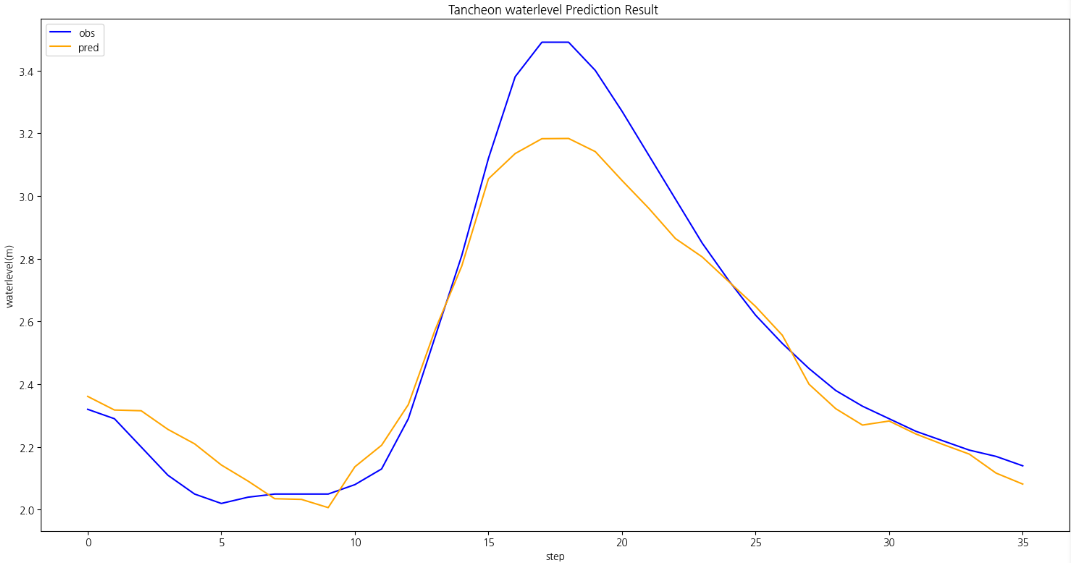 Tancheon waterlevel Prediction Result
obs
pred
waterlevel(m)
3.4
3.2
3.0
2.8
2.6
2.4
2.2
2.0
0 5 10 15 20 25 30 35
step